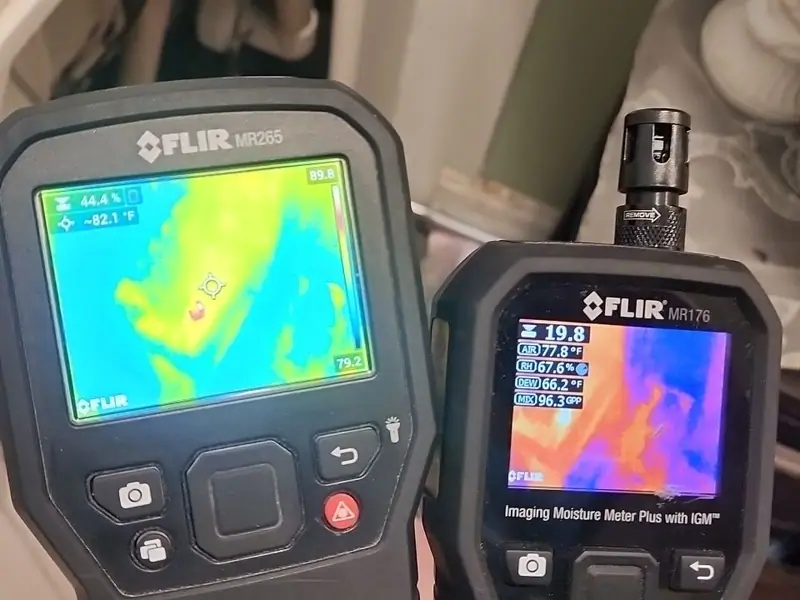 FLIR MR265
44.4 %
~82.1 °F
89.8
79.2
FLIR
REMOVE
FLIR MR176
19.8
AIR 77.8 °F
RH 67.6 %
DEW 66.2 °F
MIX 96.3 GPP
FLIR
Imaging Moisture Meter Plus with IGM™